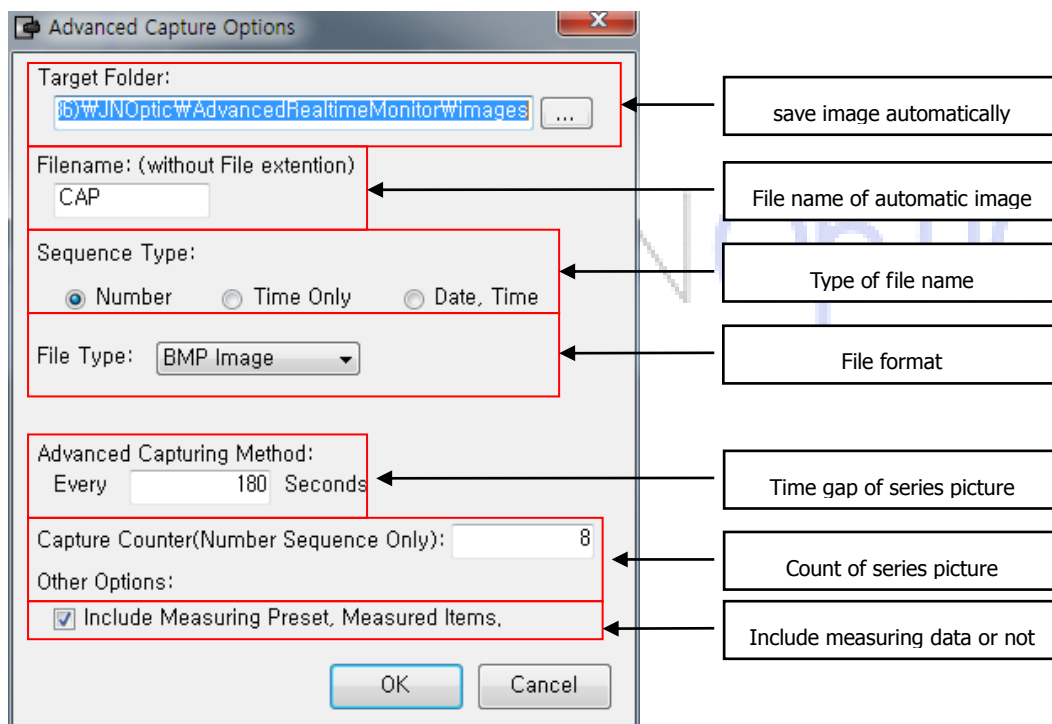 Advanced Capture Options
Target Folder:
86)₩JNOptic₩AdvancedRealtimeMonitor₩images
...
save image automatically
Filename: (without File extention)
CAP
File name of automatic image
Sequence Type:
Number Time Only Date, Time
Type of file name
File Type: BMP Image
File format
Advanced Capturing Method:
Every 180 Seconds
Time gap of series picture
Capture Counter(Number Sequence Only): 8
Count of series picture
Other Options:
Include Measuring Preset, Measured Items,
Include measuring data or not
OK Cancel